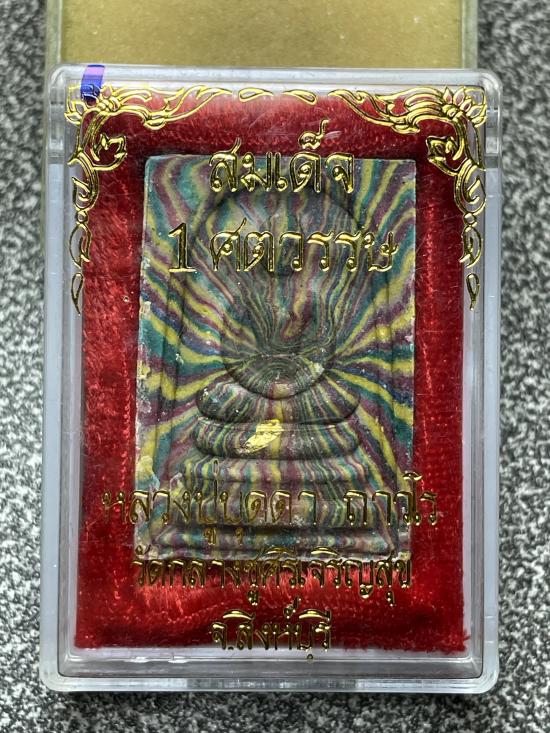 สมเด็จ
1 ศตวรรษ
หลวงปู่บุดดา ถาวโร
วัดกลางชูศรีเจริญสุข
จ.สิงห์บุรี